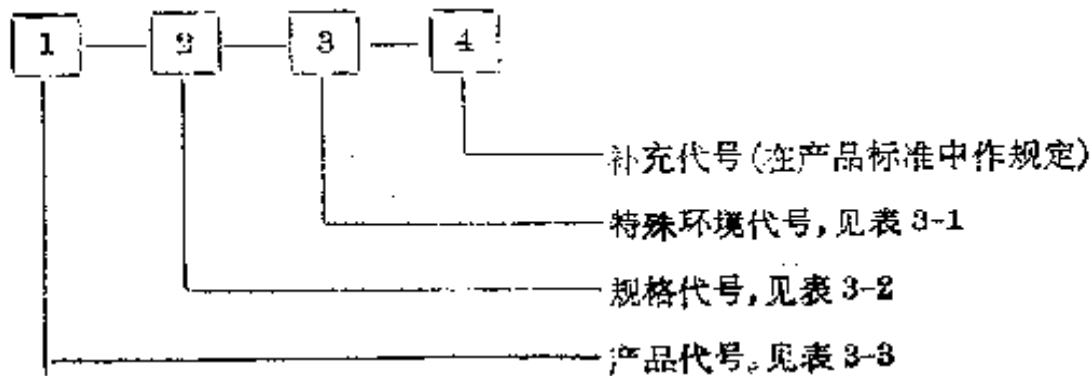 1 — 2 — 3 — 4
补充代号(在产品标准中作规定)
特殊环境代号,见表 3-1
规格代号,见表 3-2
产品代号,见表 3-3